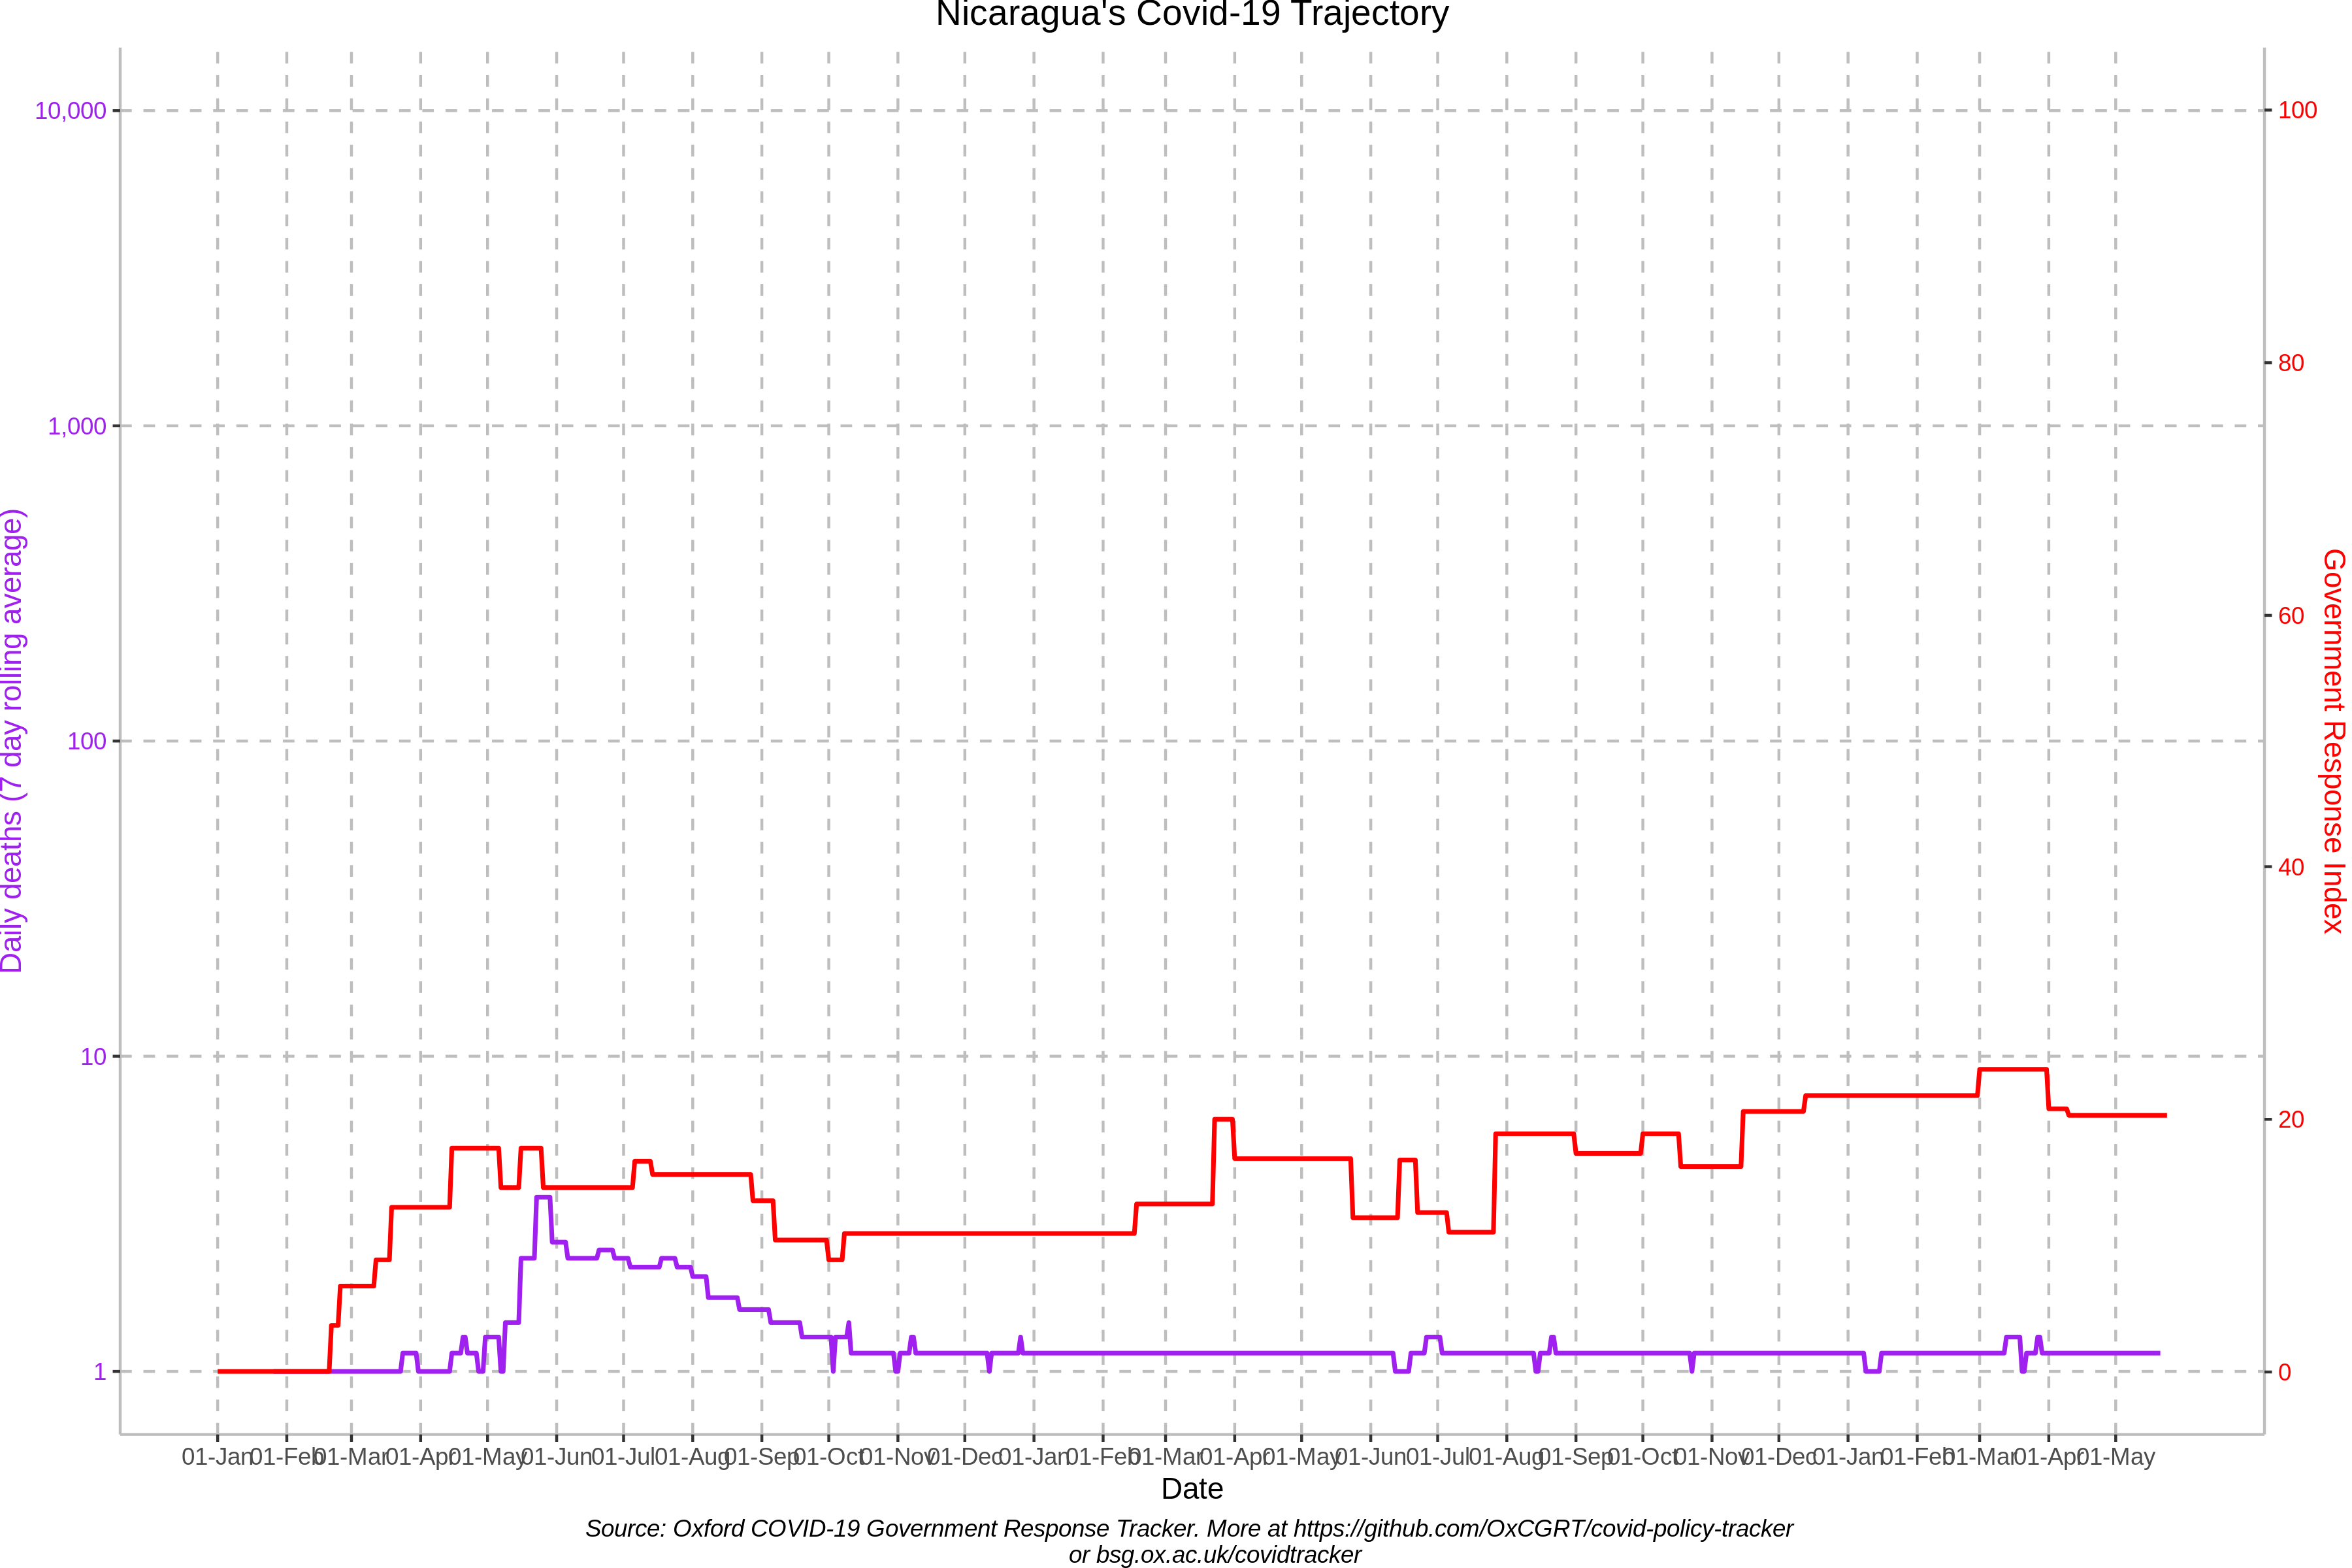 Nicaragua's Covid-19 Trajectory
10,000
1,000
100
10
1
Daily deaths (7 day rolling average)
100
80
60
40
20
0
Government Response Index
01-Jan 01-Feb 01-Mar 01-Apr 01-May 01-Jun 01-Jul 01-Aug 01-Sep 01-Oct 01-Nov 01-Dec 01-Jan 01-Feb 01-Mar 01-Apr 01-May 01-Jun 01-Jul 01-Aug 01-Sep 01-Oct 01-Nov 01-Dec 01-Jan 01-Feb 01-Mar 01-Apr 01-May
Date
Source: Oxford COVID-19 Government Response Tracker. More at https://github.com/OxCGRT/covid-policy-tracker
or bsg.ox.ac.uk/covidtracker